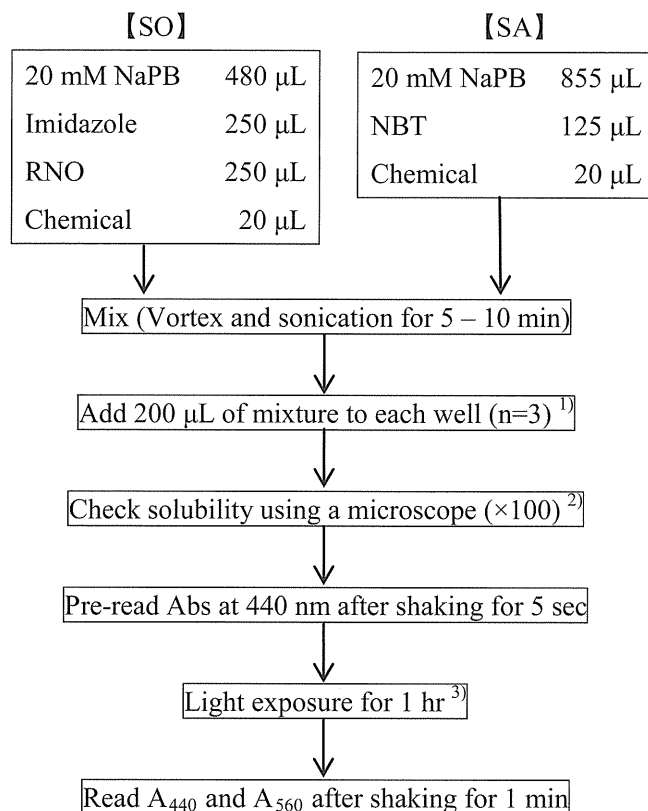 【SO】
20 mM NaPB 480 μL
Imidazole 250 μL
RNO 250 μL
Chemical 20 μL
【SA】
20 mM NaPB 855 μL
NBT 125 μL
Chemical 20 μL
Mix (Vortex and sonication for 5 – 10 min)
Add 200 μL of mixture to each well (n=3) 1)
Check solubility using a microscope (×100) 2)
Pre-read Abs at 440 nm after shaking for 5 sec
Light exposure for 1 hr 3)
Read A440 and A560 after shaking for 1 min